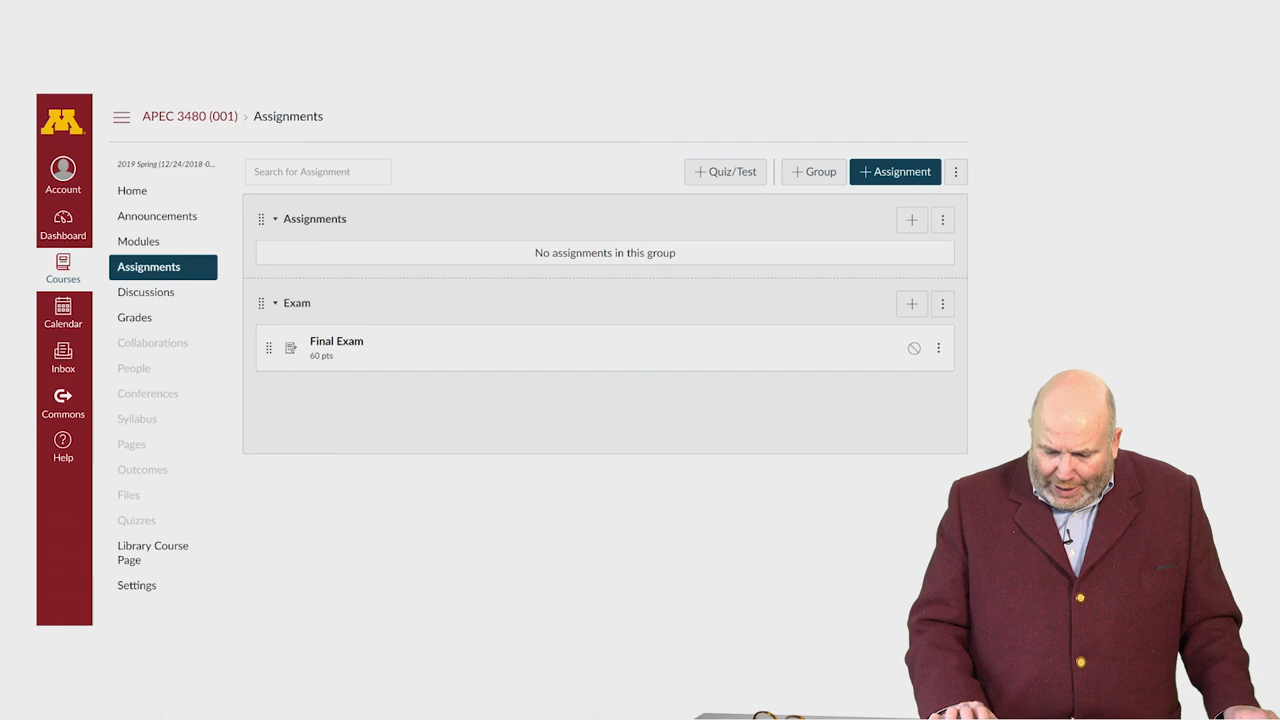 M
Account
Dashboard
Courses
Calendar
Inbox
Commons
Help
APEC 3480 (001) › Assignments
2019 Spring (12/24/2018-0...
Home
Announcements
Modules
Assignments
Discussions
Grades
Collaborations
People
Conferences
Syllabus
Pages
Outcomes
Files
Quizzes
Library Course
Page
Settings
Search for Assignment
+ Quiz/Test
+ Group
+ Assignment
Assignments
No assignments in this group
Exam
Final Exam
60 pts